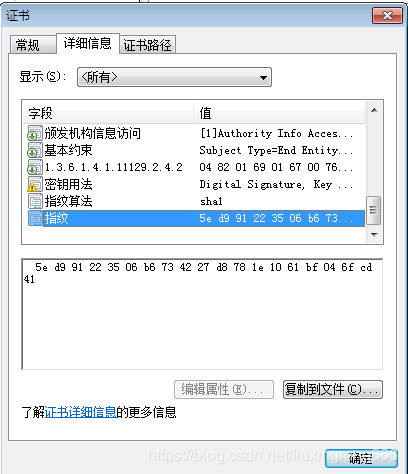 证书
常规 详细信息 证书路径
显示(S): <所有>
字段 值
颁发机构信息访问 [1]Authority Info Acces...
基本约束 Subject Type=End Entity...
1.3.6.1.4.1.11129.2.4.2 04 82 01 69 01 67 00 76...
密钥用法 Digital Signature, Key ...
指纹算法 sha1
指纹 5e d9 91 22 35 06 b6 73...
5e d9 91 22 35 06 b6 73 42 27 d8 78 1e 10 61 bf 04 6f cd
41
编辑属性(E)... 复制到文件(C)...
了解证书详细信息的更多信息
确定